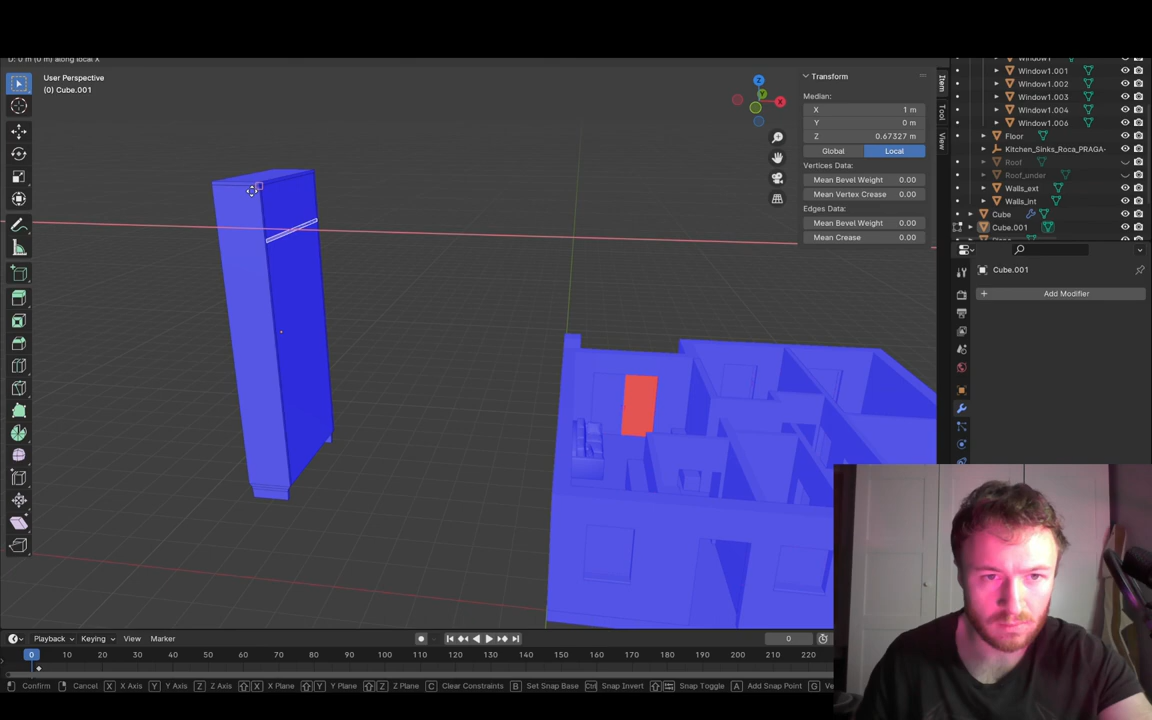 D: 0 m (0 m) along local X
User Perspective
(0) Cube.001
Transform
Median:
X 1 m
Y 0 m
Z 0.67327 m
Global Local
Vertices Data:
Mean Bevel Weight 0.00
Mean Vertex Crease 0.00
Edges Data:
Mean Bevel Weight 0.00
Mean Crease 0.00
Item
Tool
View
X
Y
Z
Window1.001
Window1.002
Window1.003
Window1.004
Window1.006
Floor
Kitchen_Sinks_Roca_PRAGA-
Roof
Roof_under
Walls_ext
Walls_int
Cube
Cube.001
Cube.001
+ Add Modifier
Playback Keying View Marker
0
0 10 20 30 40 50 60 70 80 90 100 110 120 130 140 150 160 170 180 190 200 210 220
Confirm Cancel X X Axis Y Y Axis Z Z Axis X X Plane Y Y Plane Z Z Plane C Clear Constraints B Set Snap Base Ctrl Snap Invert Snap Toggle A Add Snap Point G Ve